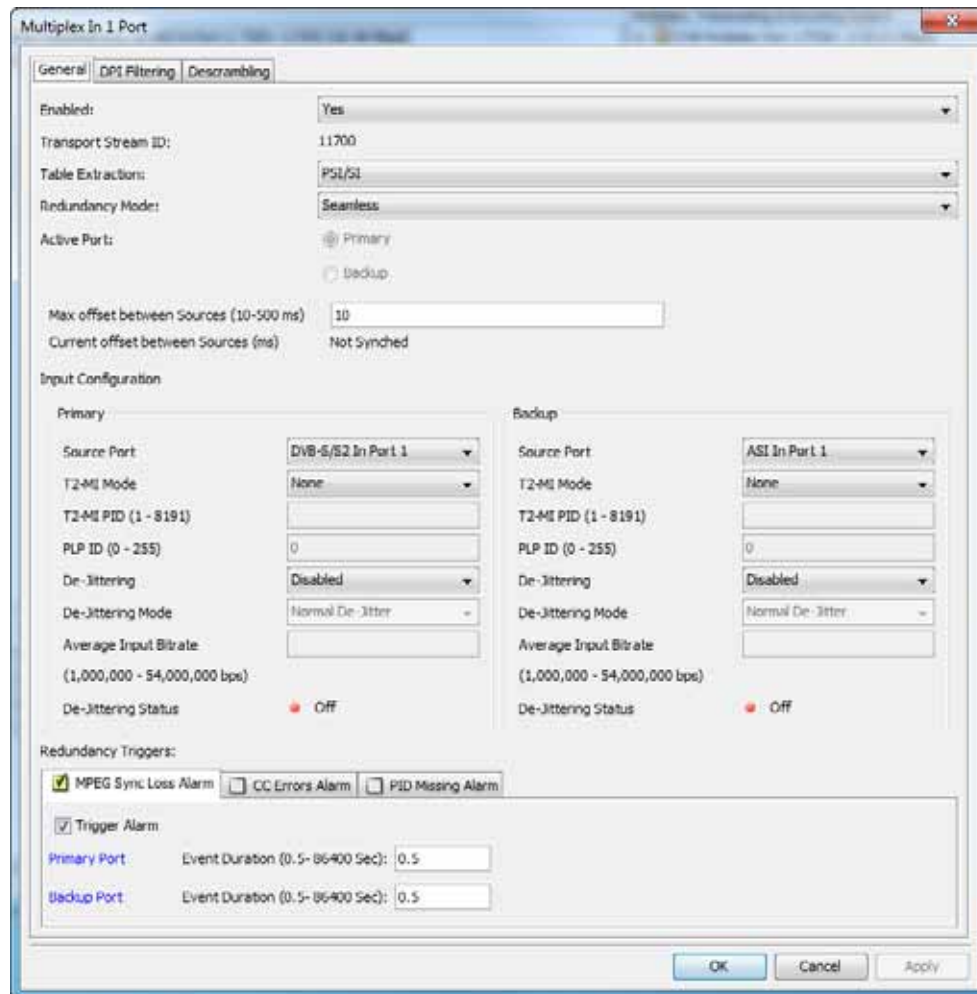 Multiplex In 1 Port
General DPI Filtering Descrambling
Enabled: Yes
Transport Stream ID: 11700
Table Extraction: PSI/SI
Redundancy Mode: Seamless
Active Port: Primary
Backup
Max offset between Sources (10-500 ms) 10
Current offset between Sources (ms) Not Synched
Input Configuration
Primary Backup
Source Port DVB-S/S2 In Port 1 Source Port ASI In Port 1
T2-MI Mode None T2-MI Mode None
T2-MI PID (1 - 8191) T2-MI PID (1 - 8191)
PLP ID (0 - 255) 0 PLP ID (0 - 255) 0
De-Jittering Disabled De-Jittering Disabled
De-Jittering Mode Normal De-Jitter De-Jittering Mode Normal De-Jitter
Average Input Bitrate Average Input Bitrate
(1,000,000 - 54,000,000 bps) (1,000,000 - 54,000,000 bps)
De-Jittering Status Off De-Jittering Status Off
Redundancy Triggers:
MPEG Sync Loss Alarm CC Errors Alarm PID Missing Alarm
Trigger Alarm
Primary Port Event Duration (0.5- 86400 Sec): 0.5
Backup Port Event Duration (0.5- 86400 Sec): 0.5
OK Cancel Apply